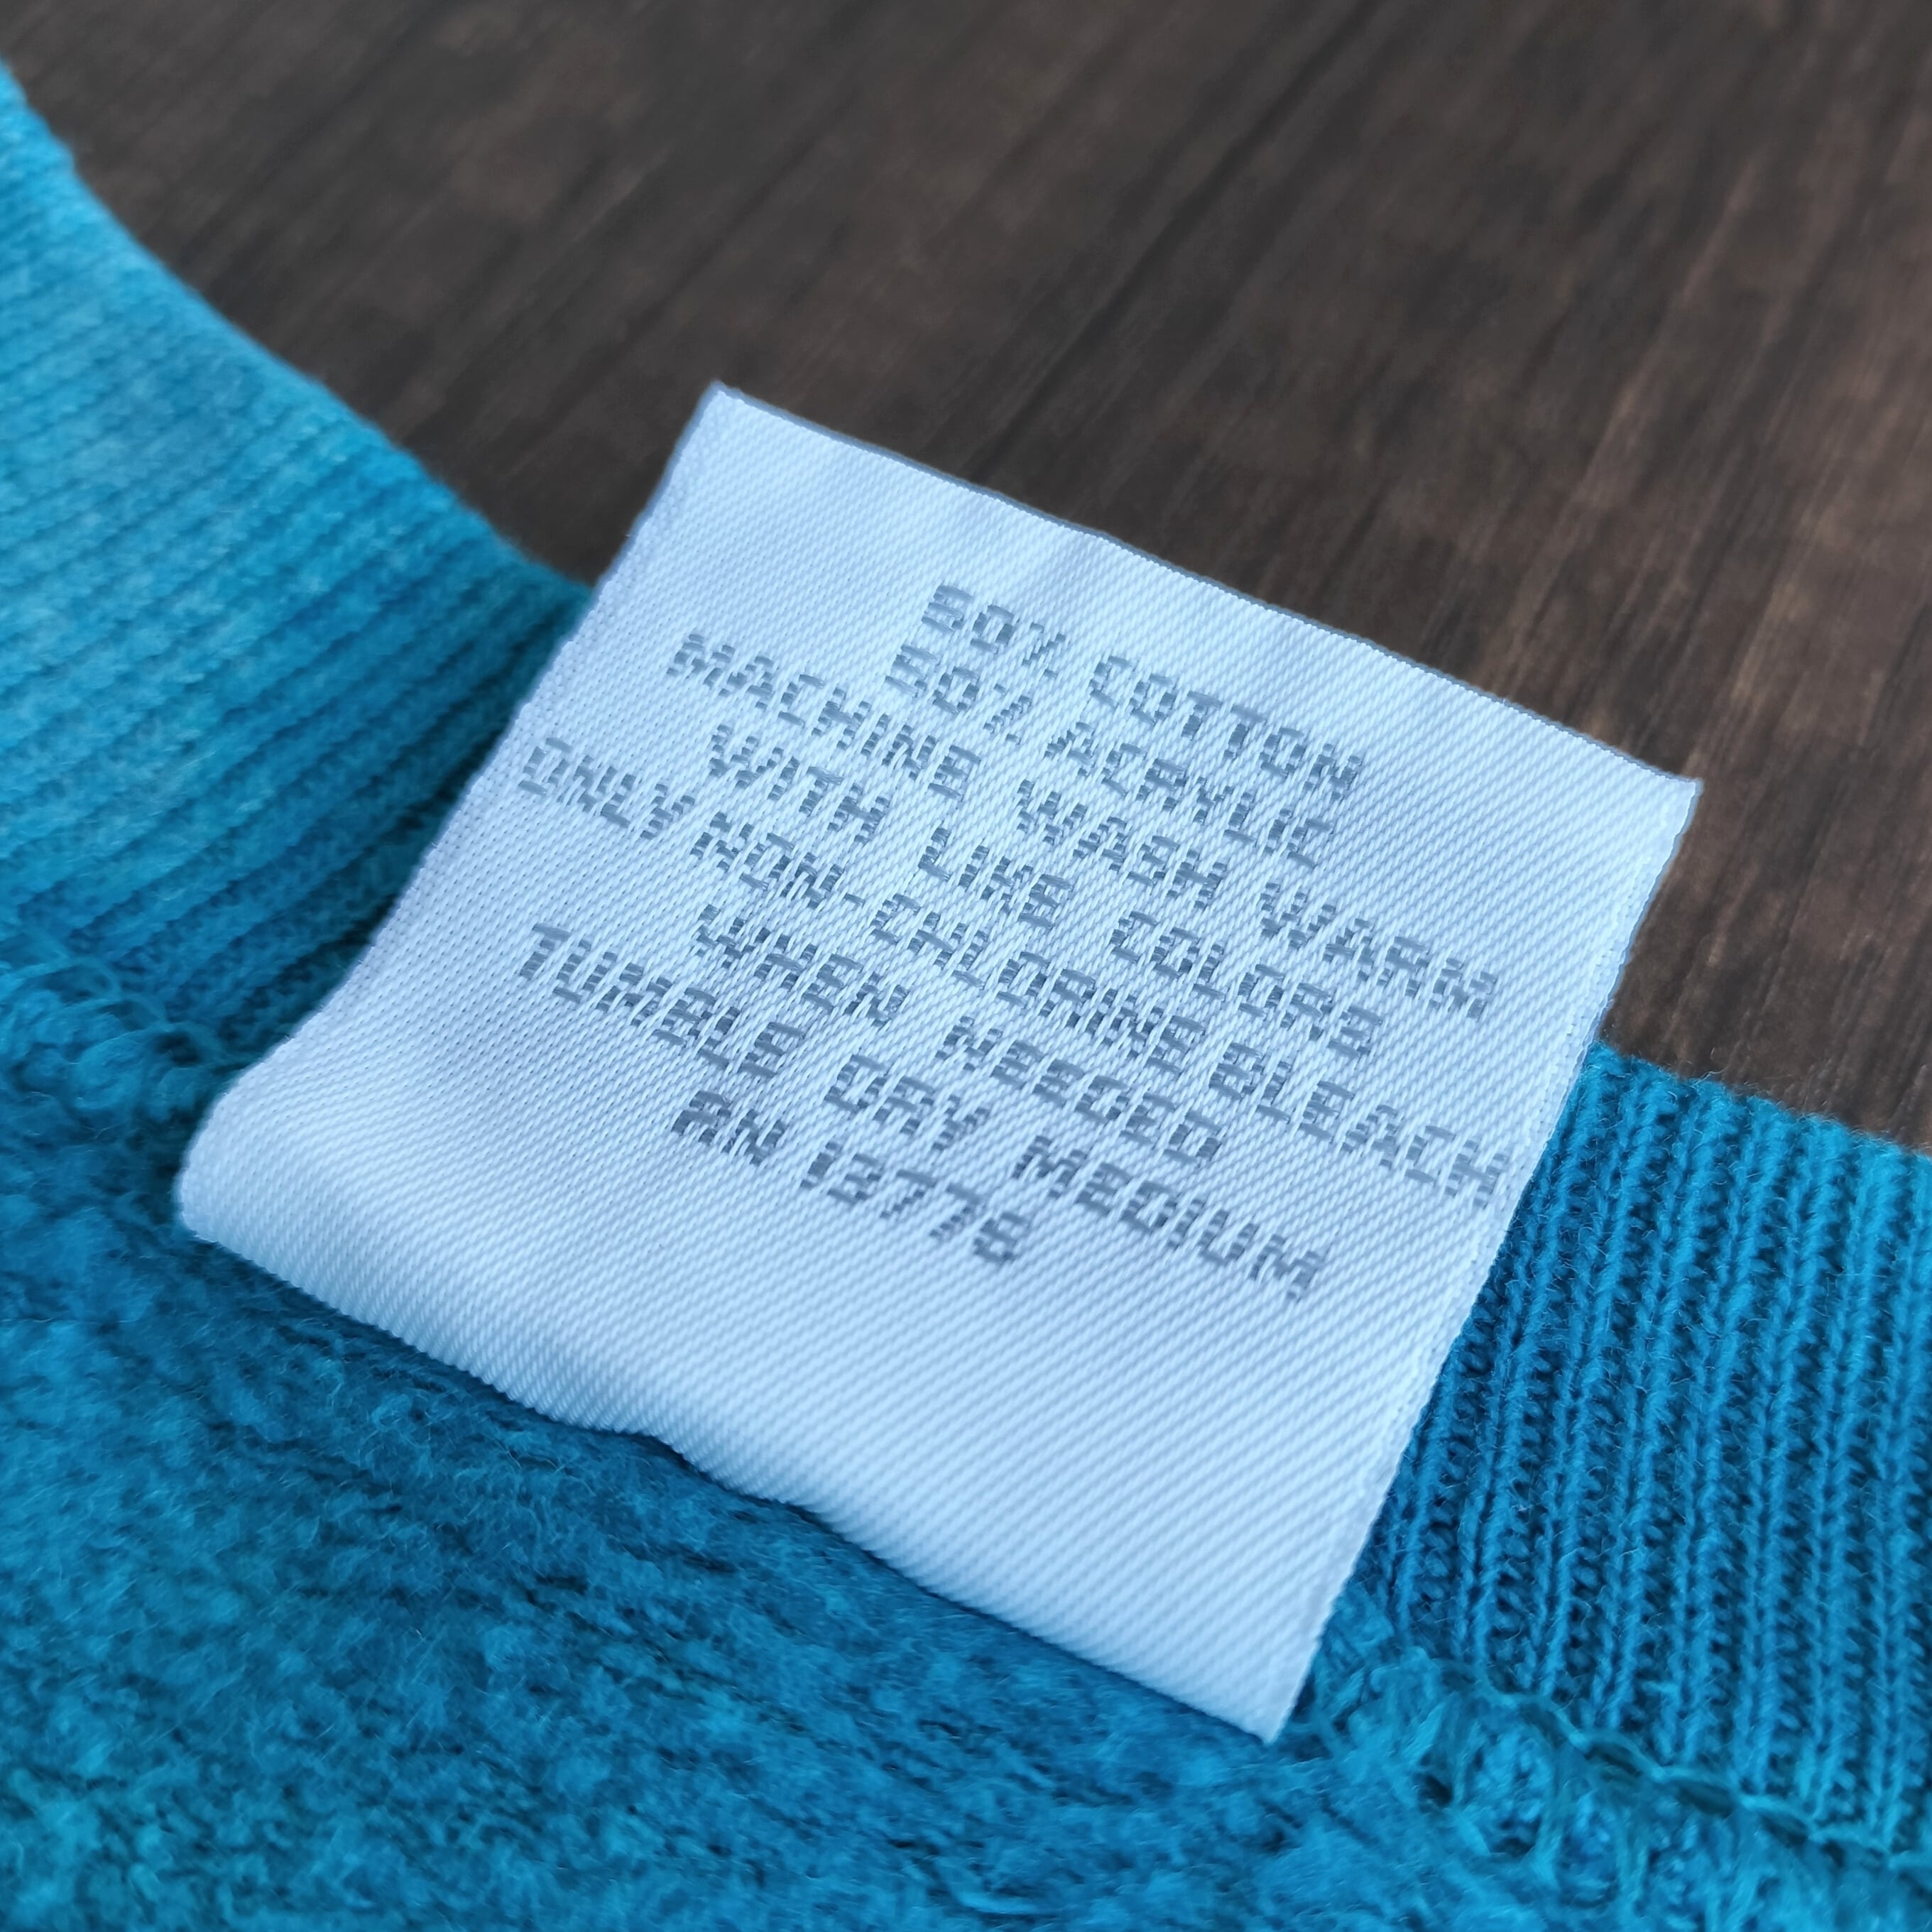 50% COTTON
50% ACRYLIC
MACHINE WASH WARM
WITH LIKE COLORS
ONLY NON-CHLORINE BLEACH
WHEN NEEDED
TUMBLE DRY MEDIUM
RN 13776